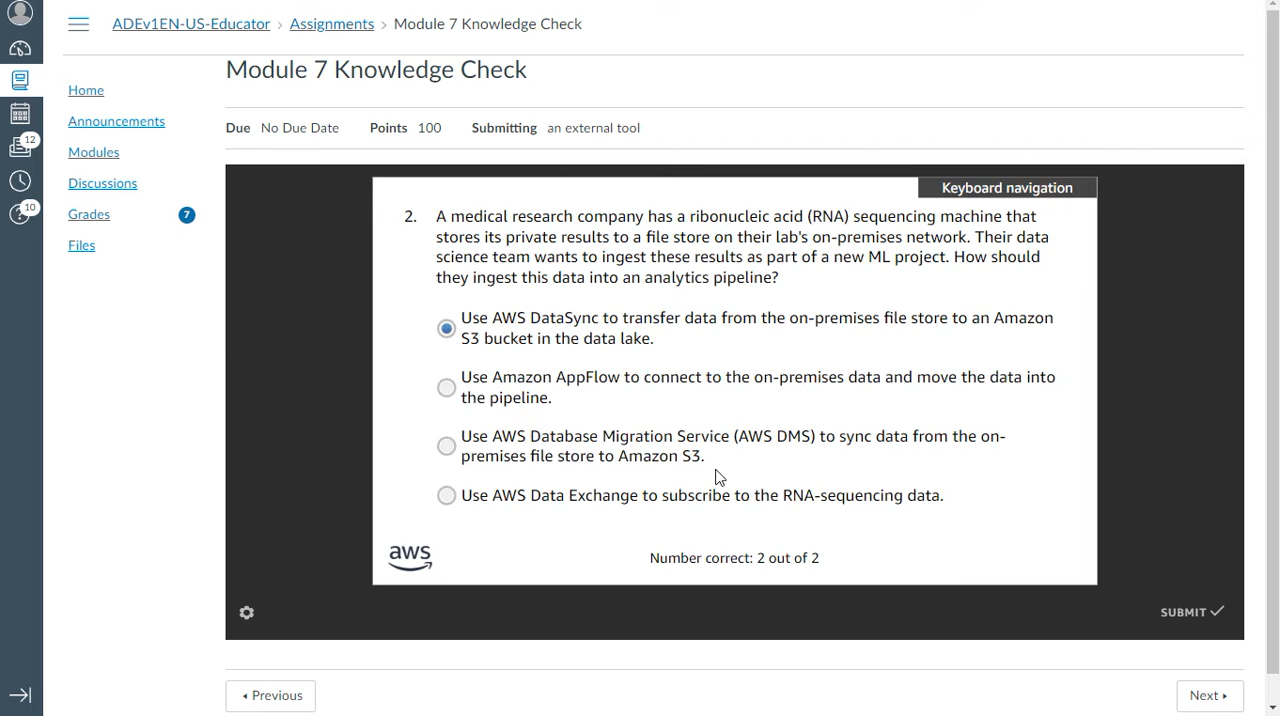 ADEv1EN-US-Educator › Assignments › Module 7 Knowledge Check
Module 7 Knowledge Check
Home
Announcements
Modules
Discussions
Grades 7
Files
12
10
Due No Due Date Points 100 Submitting an external tool
Keyboard navigation
2. A medical research company has a ribonucleic acid (RNA) sequencing machine that
stores its private results to a file store on their lab's on-premises network. Their data
science team wants to ingest these results as part of a new ML project. How should
they ingest this data into an analytics pipeline?
Use AWS DataSync to transfer data from the on-premises file store to an Amazon
S3 bucket in the data lake.
Use Amazon AppFlow to connect to the on-premises data and move the data into
the pipeline.
Use AWS Database Migration Service (AWS DMS) to sync data from the on-
premises file store to Amazon S3.
Use AWS Data Exchange to subscribe to the RNA-sequencing data.
aws
Number correct: 2 out of 2
SUBMIT
Previous
Next